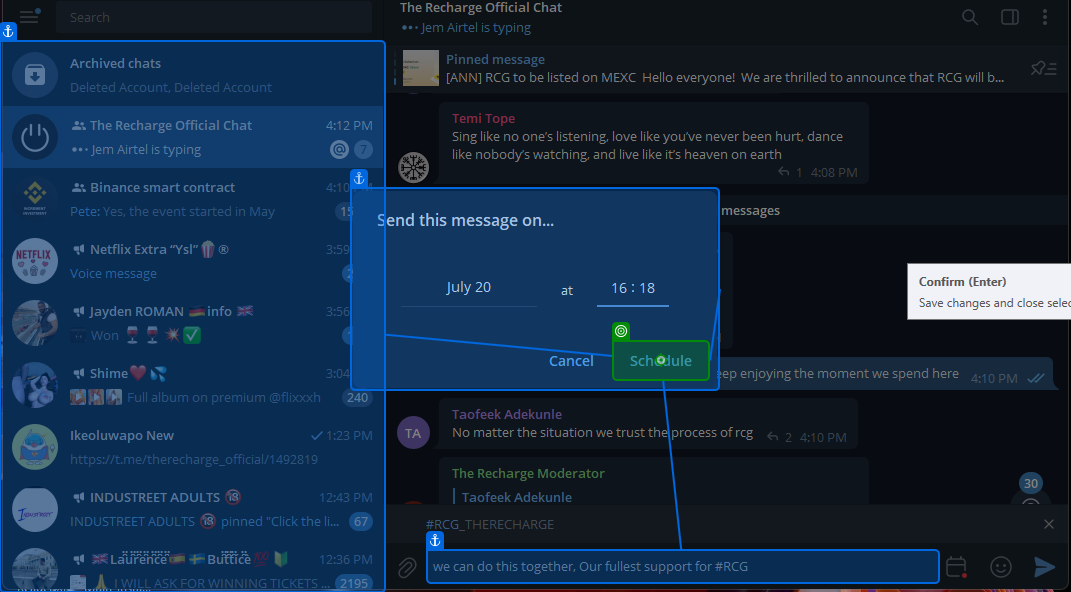 Search
Archived chats
Deleted Account, Deleted Account
The Recharge Official Chat
4:12 PM
Jem Airtel is typing
@ 7
Binance smart contract
4:10
Pete: Yes, the event started in May
15
Netflix Extra “Ysl”🍿®
3:59
Voice message
2
NETFLIX
Jayden ROMAN 🇩🇪info 🇬🇧
3:56
Won 🍷🍷💥✅
Shime❤️💦
3:04
Full album on premium @flixxxh
240
Ikeoluwapo New
1:23 PM
https://t.me/therecharge_official/1492819
INDUSTREET ADULTS 🔞
12:43 PM
INDUSTREET ADULTS 🔞 pinned "Click the li...
67
Industreet
12:36 PM
I WILL ASK FOR WINNING TICKETS ...
2195
The Recharge Official Chat
Jem Airtel is typing
Pinned message
[ANN] RCG to be listed on MEXC Hello everyone! We are thrilled to announce that RCG will b...
Temi Tope
Sing like no one’s listening, love like you’ve never been hurt, dance
like nobody’s watching, and live like it’s heaven on earth
1 4:08 PM
messages
Send this message on...
July 20
at
16 : 18
Cancel
Schedule
Confirm (Enter)
Save changes and close selec
eep enjoying the moment we spend here
4:10 PM
TA
Taofeek Adekunle
No matter the situation we trust the process of rcg
2 4:10 PM
The Recharge Moderator
Taofeek Adekunle
30
#RCG_THERECHARGE
we can do this together, Our fullest support for #RCG